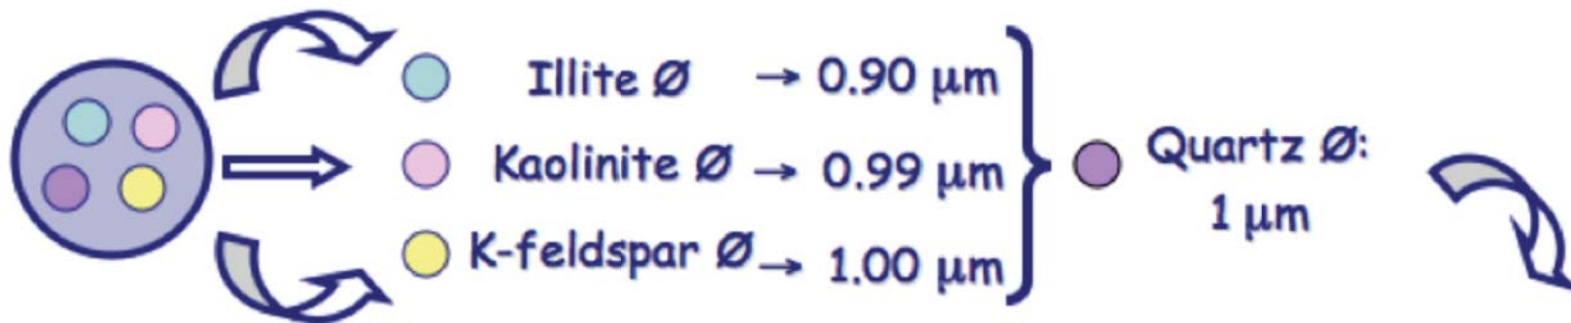 Illite Ø → 0.90 μm
Kaolinite Ø → 0.99 μm
K-feldspar Ø → 1.00 μm
Quartz Ø:
1 μm